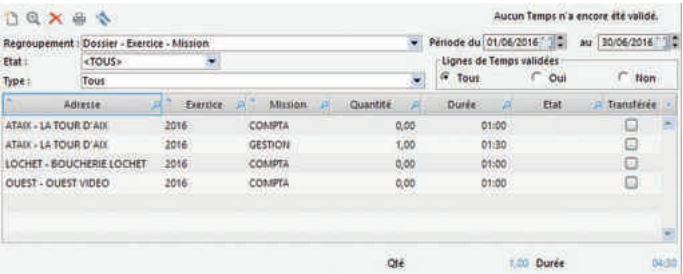 Aucun Temps n'a encore été validé.
Regroupement : Dossier - Exercice - Mission Période du 01/06/2016 au 30/06/2016
Etat : <TOUS> Lignes de Temps validées
Type : Tous Tous Oui Non
Adresse Exercice Mission Quantité Durée Etat Transférée
ATAIX - LA TOUR D'AIX 2016 COMPTA 0,00 01:00
ATAIX - LA TOUR D'AIX 2016 GESTION 1,00 01:30
LOCHET - BOUCHERIE LOCHET 2016 COMPTA 0,00 01:00
OUEST - OUEST VIDEO 2016 COMPTA 0,00 01:00
Qté 1,00 Durée 04:30